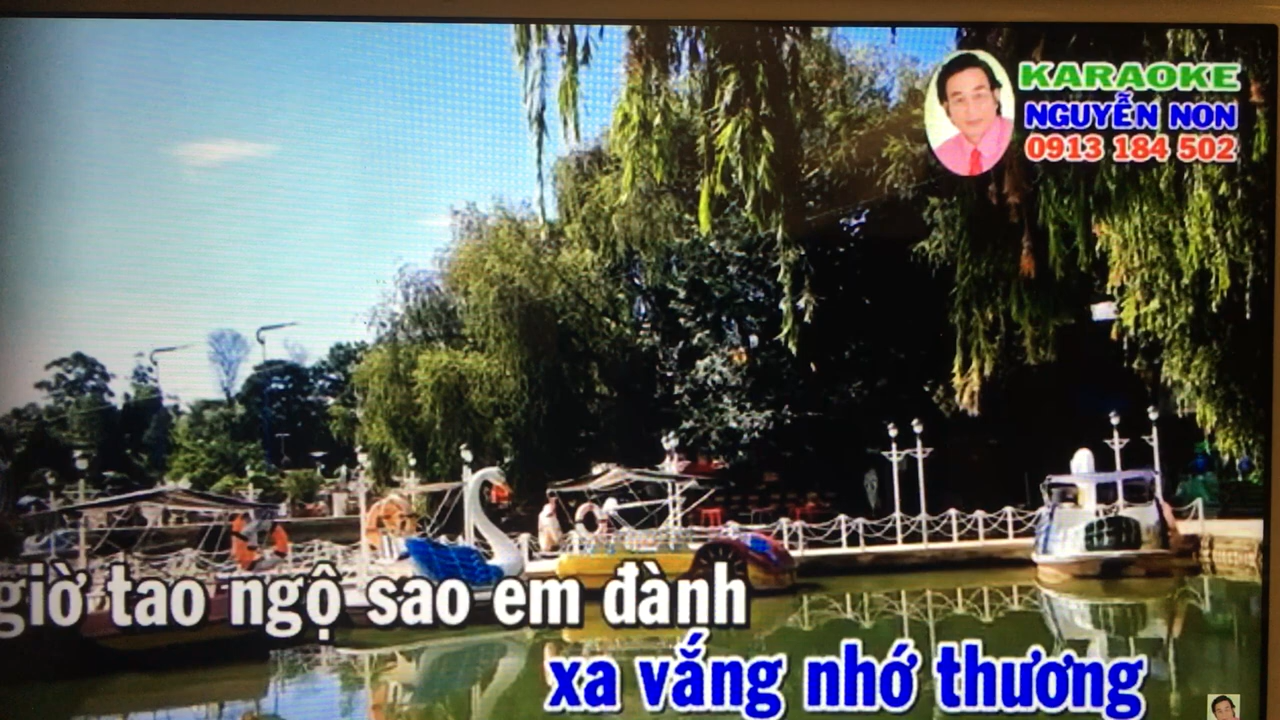 KARAOKE
NGUYỄN NON
0913 184 502
giờ tao ngộ sao em đành
xa vắng nhớ thương